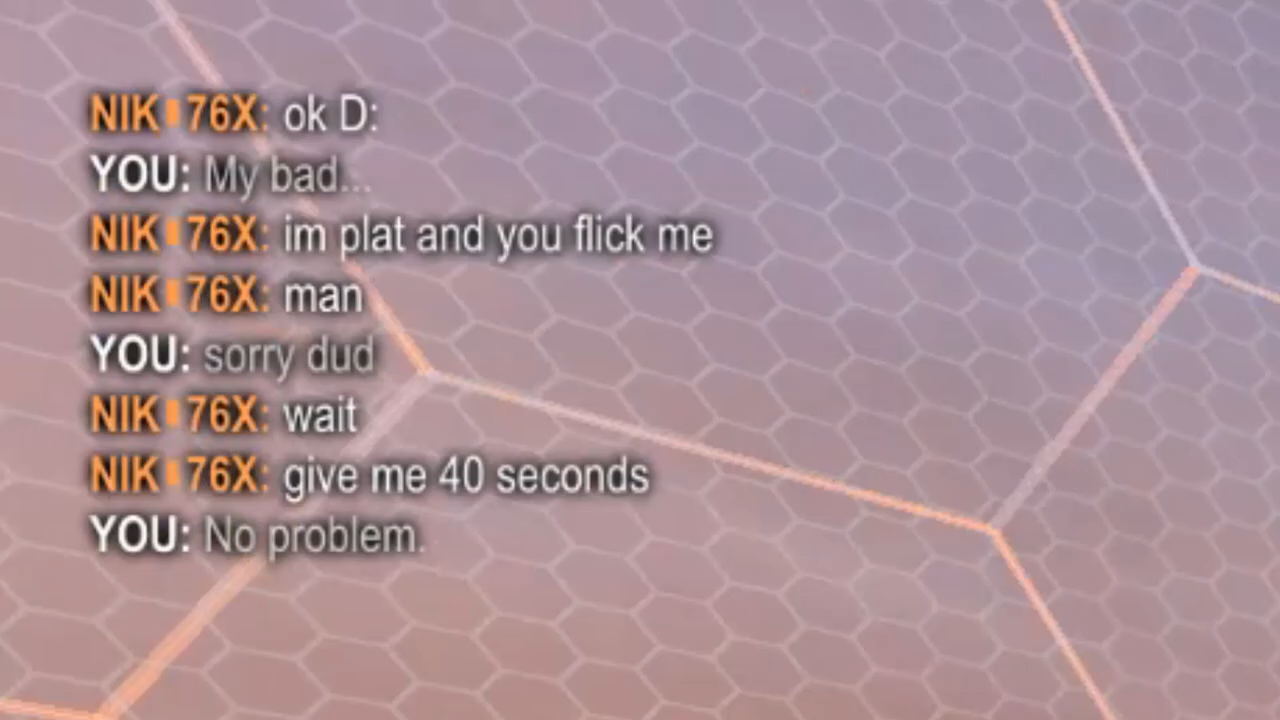 NIK▮76X: ok D:
YOU: My bad...
NIK▮76X: im plat and you flick me
NIK▮76X: man
YOU: sorry dud
NIK▮76X: wait
NIK▮76X: give me 40 seconds
YOU: No problem.